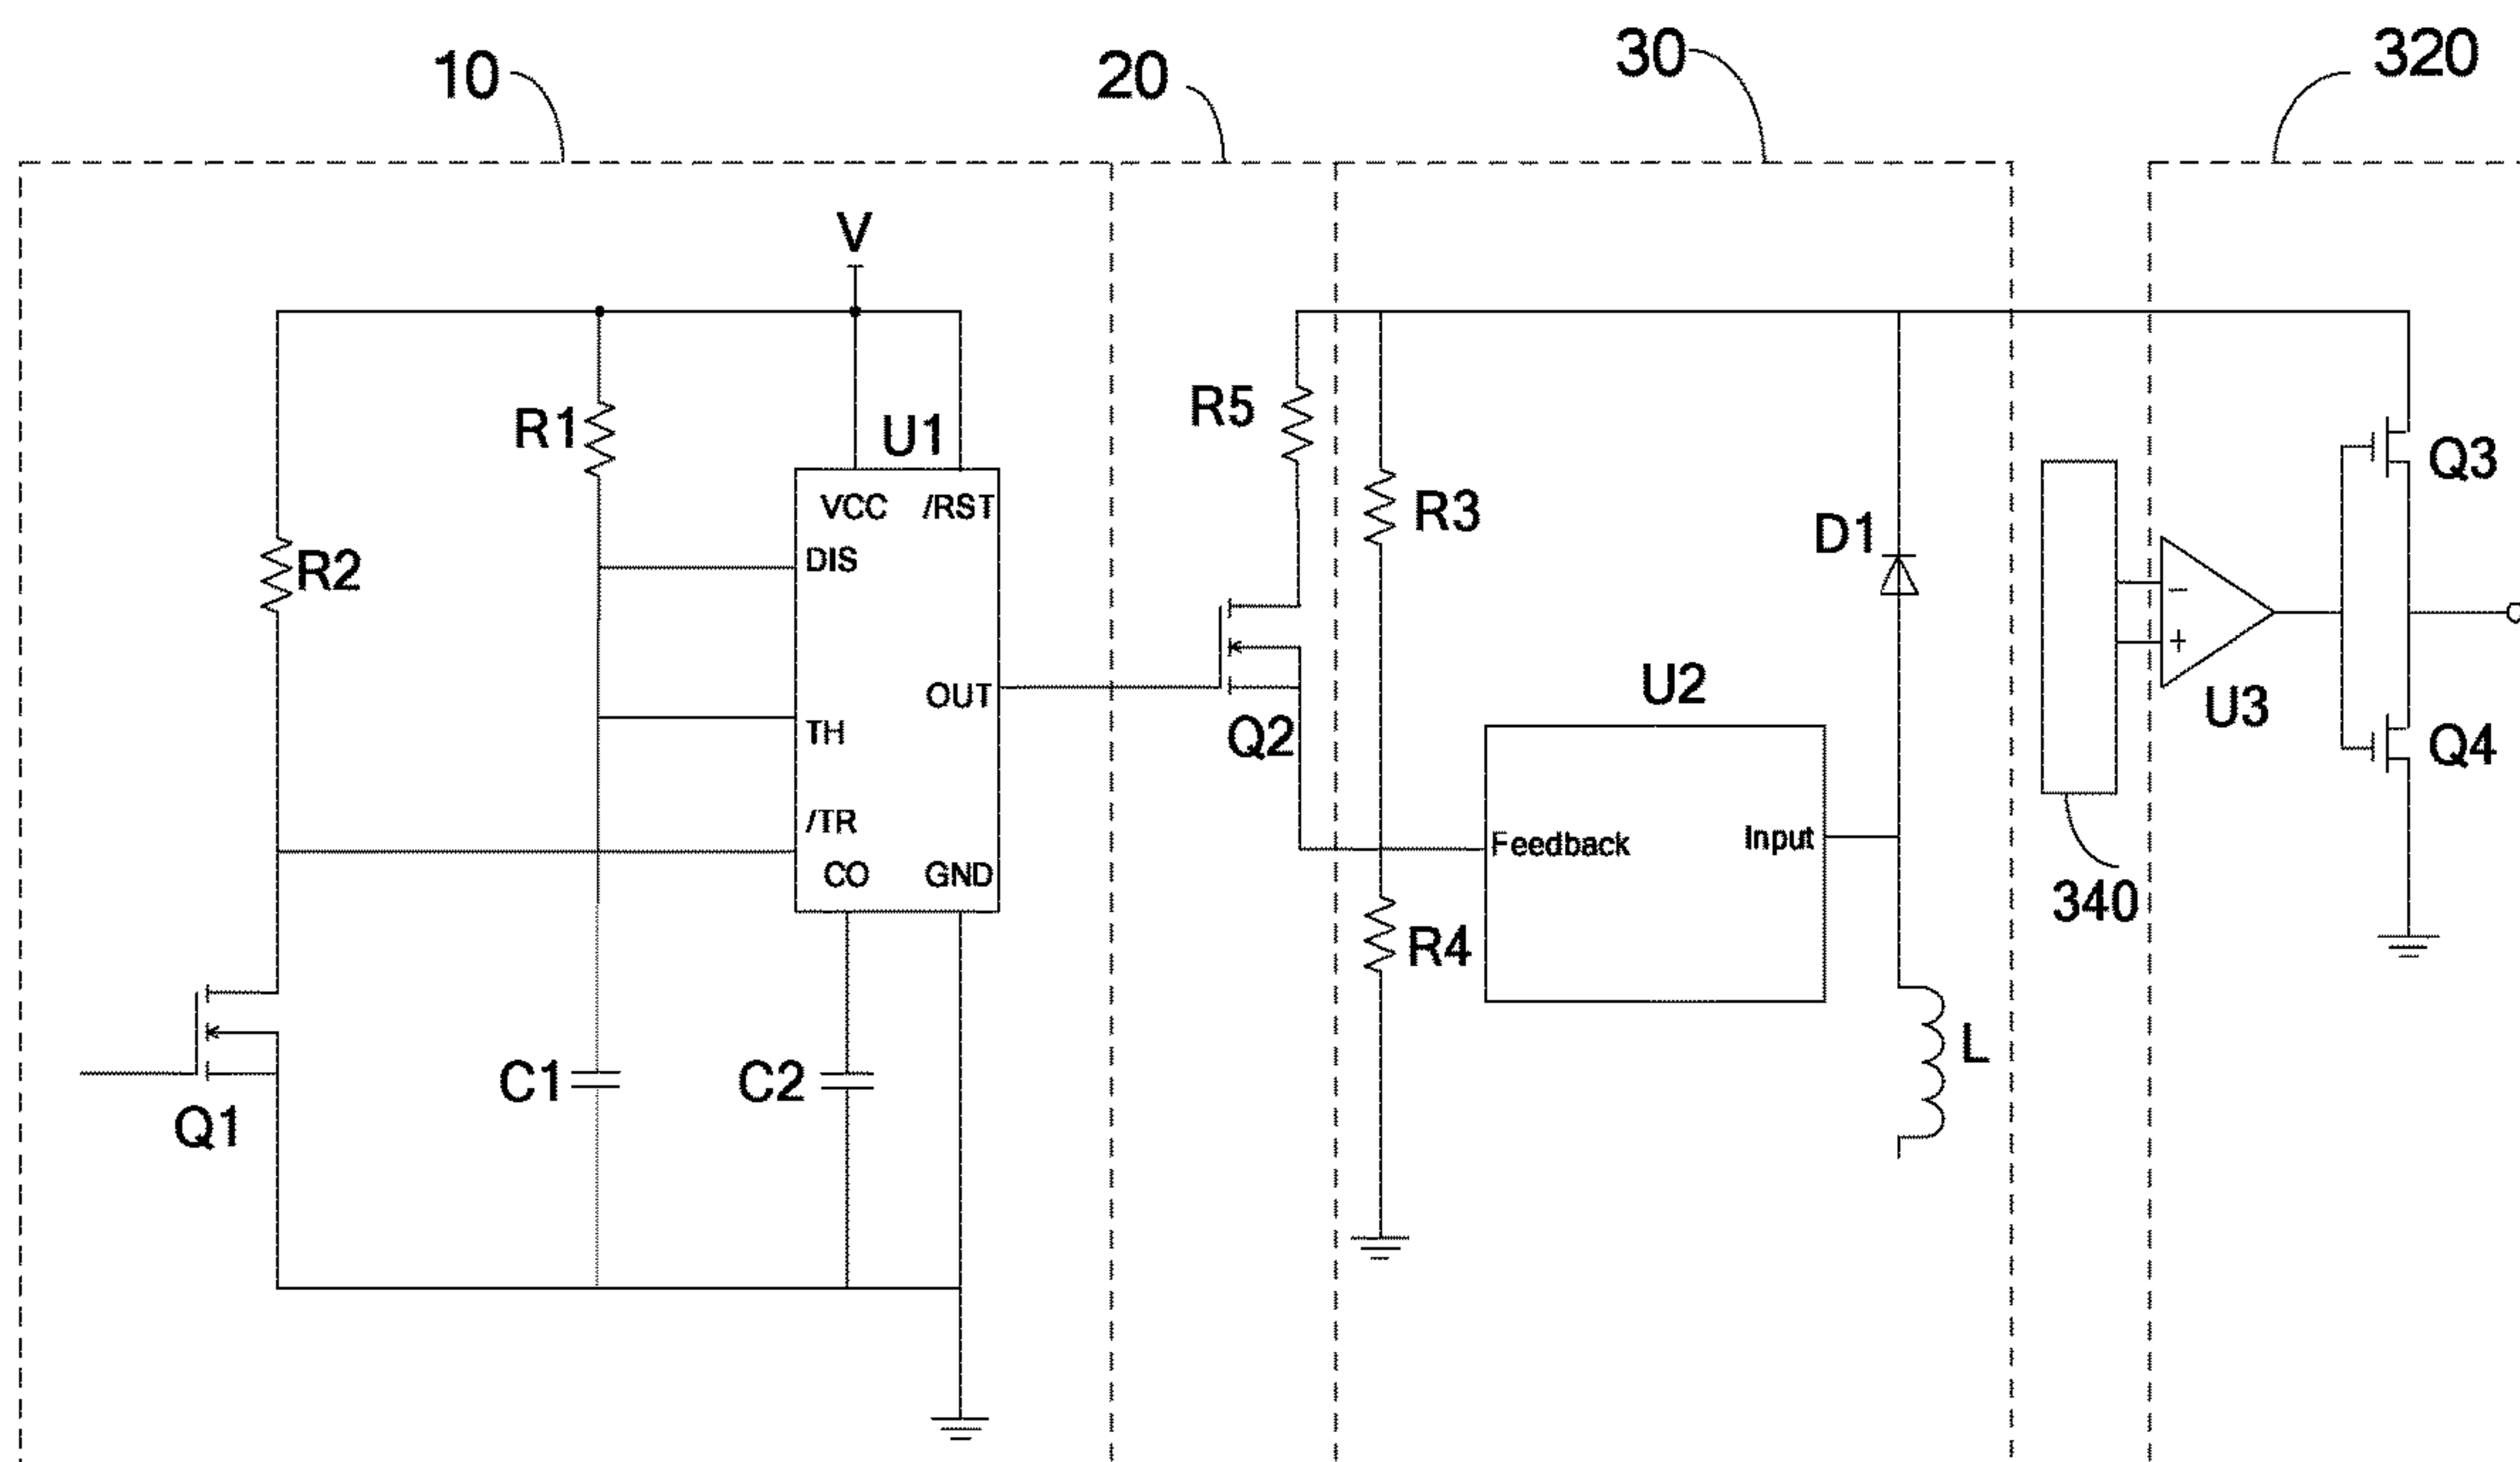 10
20
30
320
V
R1
U1
R5
Q3
VCC /RST
R3
D1
DIS
R2
U2
OUT
U3
TH
Q2
Q4
/TR
Feedback
Input
CO GND
340
R4
L
C1
C2
Q1